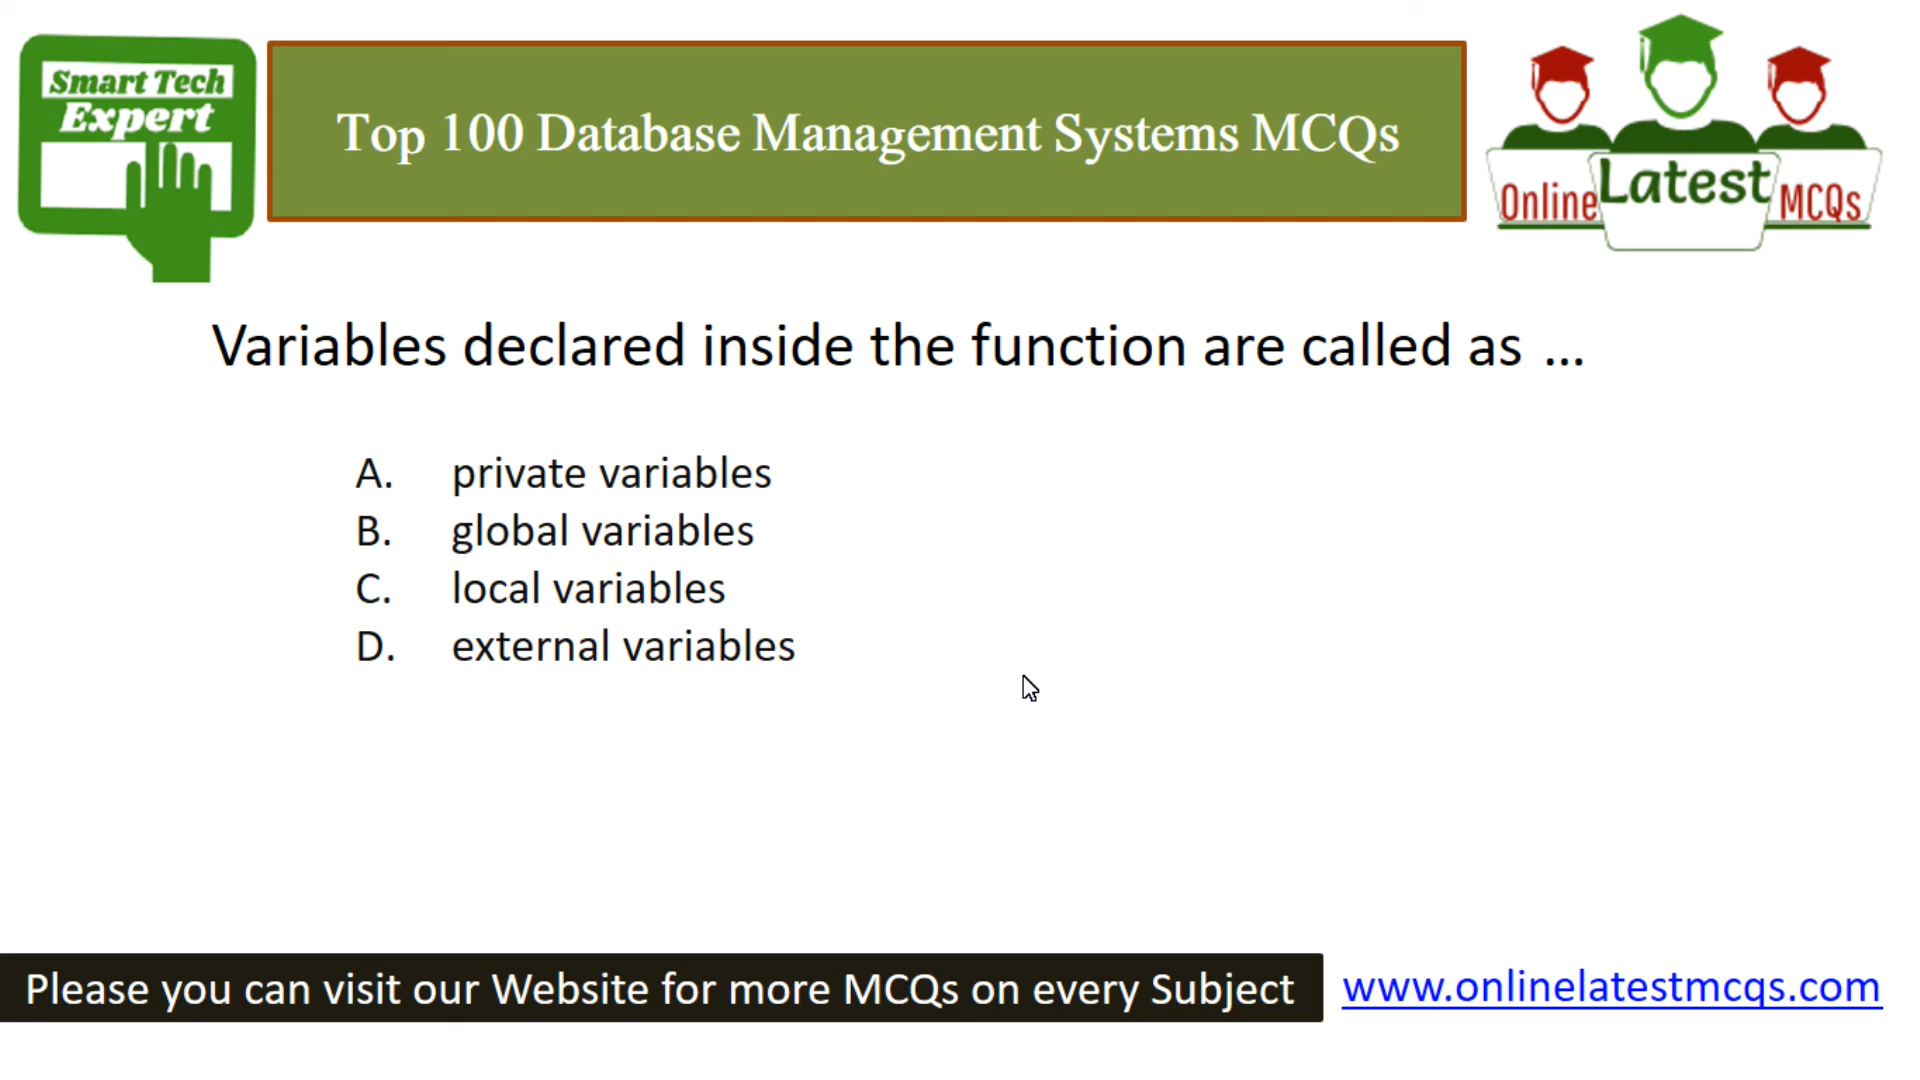 Smart Tech
Expert
Top 100 Database Management Systems MCQs
Online Latest MCQs
Variables declared inside the function are called as ...
A. private variables
B. global variables
C. local variables
D. external variables
Please you can visit our Website for more MCQs on every Subject www.onlinelatestmcqs.com